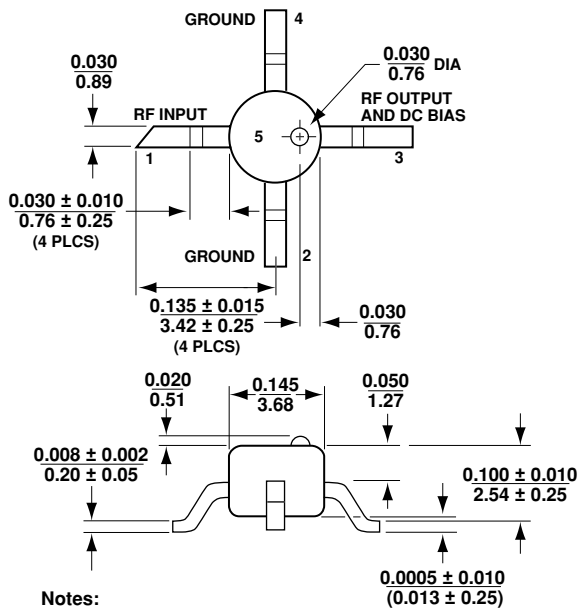 GROUND 4
0.030
0.89
0.030 DIA
0.76
RF INPUT
RF OUTPUT
AND DC BIAS
5
1
3
0.030 ± 0.010
0.76 ± 0.25
(4 PLCS)
GROUND 2
0.135 ± 0.015
3.42 ± 0.25
(4 PLCS)
0.030
0.76
0.020
0.51
0.145
3.68
0.050
1.27
0.008 ± 0.002
0.20 ± 0.05
0.100 ± 0.010
2.54 ± 0.25
0.0005 ± 0.010
(0.013 ± 0.25)
Notes: